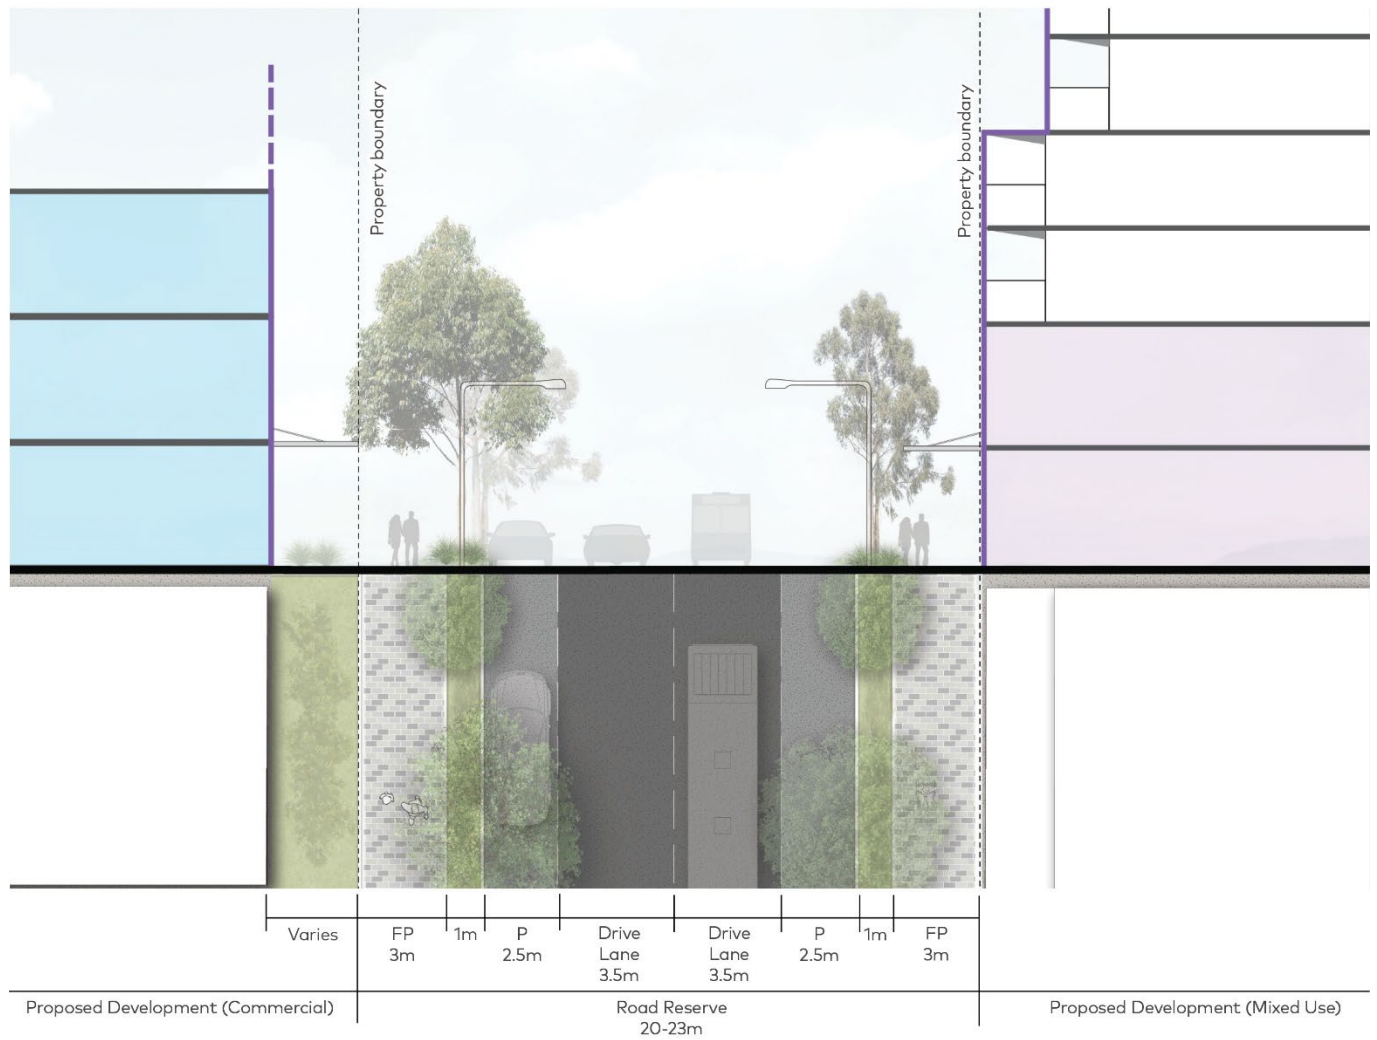 Property boundary
Property boundary
Varies
FP
3m
1m
P
2.5m
Drive
Lane
3.5m
Drive
Lane
3.5m
P
2.5m
1m
FP
3m
Proposed Development (Commercial)
Road Reserve
20-23m
Proposed Development (Mixed Use)